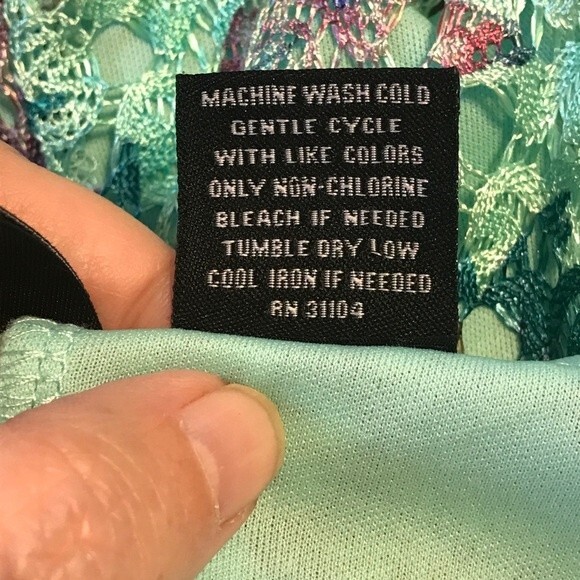 MACHINE WASH COLD
GENTLE CYCLE
WITH LIKE COLORS
ONLY NON-CHLORINE
BLEACH IF NEEDED
TUMBLE DRY LOW
COOL IRON IF NEEDED
RN 31104